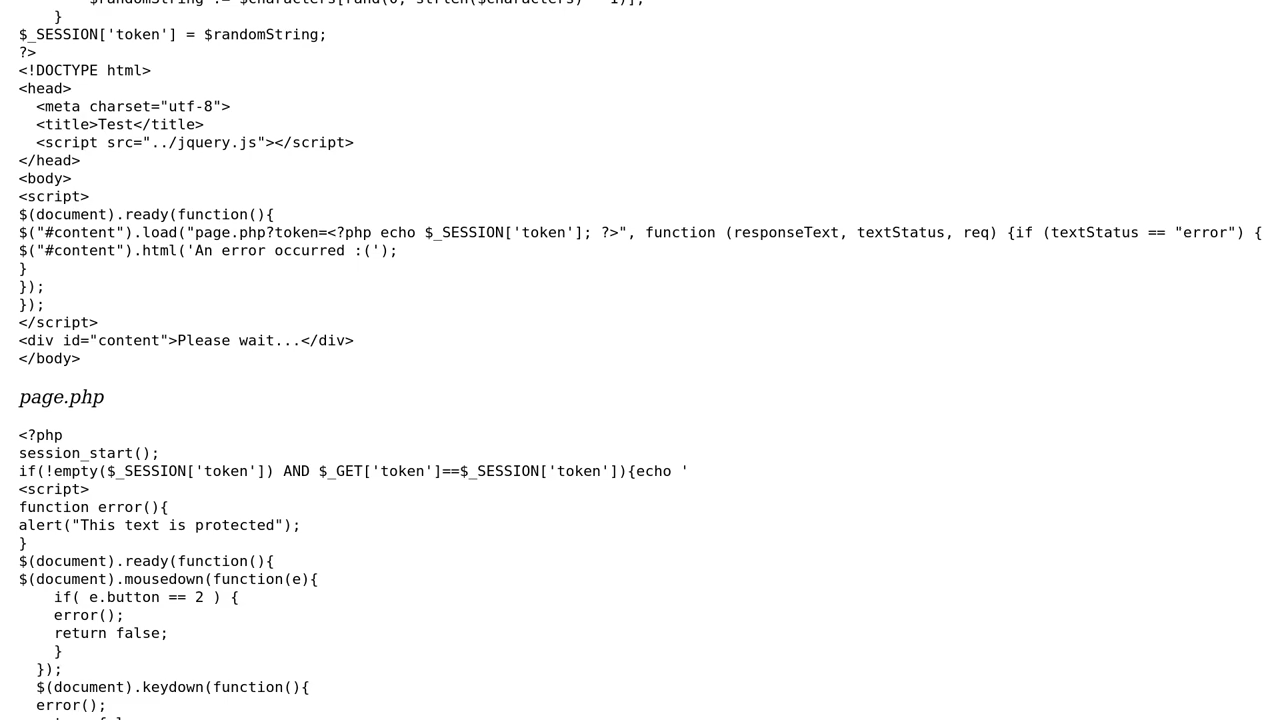 }
$_SESSION['token'] = $randomString;
?>
<!DOCTYPE html>
<head>
  <meta charset="utf-8">
  <title>Test</title>
  <script src="../jquery.js"></script>
</head>
<body>
<script>
$(document).ready(function(){
$("#content").load("page.php?token=<?php echo $_SESSION['token']; ?>", function (responseText, textStatus, req) {if (textStatus == "error") {
$("#content").html('An error occurred :(');
}
});
});
</script>
<div id="content">Please wait...</div>
</body>
page.php
<?php
session_start();
if(!empty($_SESSION['token']) AND $_GET['token']==$_SESSION['token']){echo '
<script>
function error(){
alert("This text is protected");
}
$(document).ready(function(){
$(document).mousedown(function(e){
    if( e.button == 2 ) {
    error();
    return false;
    }
  });
  $(document).keydown(function(){
  error();